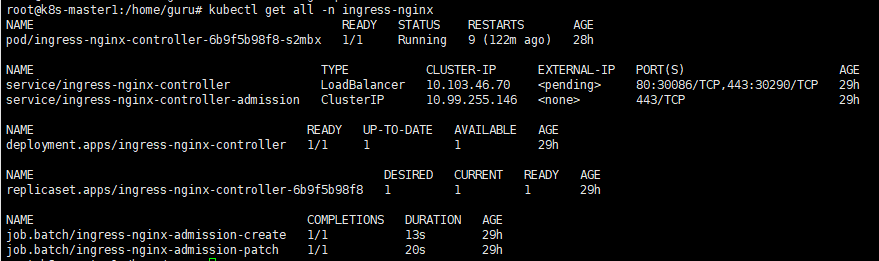 root@k8s-master1:/home/guru# kubectl get all -n ingress-nginx
NAME READY STATUS RESTARTS AGE
pod/ingress-nginx-controller-6b9f5b98f8-s2mbx 1/1 Running 9 (122m ago) 28h
NAME TYPE CLUSTER-IP EXTERNAL-IP PORT(S) AGE
service/ingress-nginx-controller LoadBalancer 10.103.46.70 <pending> 80:30086/TCP,443:30290/TCP 29h
service/ingress-nginx-controller-admission ClusterIP 10.99.255.146 <none> 443/TCP 29h
NAME READY UP-TO-DATE AVAILABLE AGE
deployment.apps/ingress-nginx-controller 1/1 1 1 29h
NAME DESIRED CURRENT READY AGE
replicaset.apps/ingress-nginx-controller-6b9f5b98f8 1 1 1 29h
NAME COMPLETIONS DURATION AGE
job.batch/ingress-nginx-admission-create 1/1 13s 29h
job.batch/ingress-nginx-admission-patch 1/1 20s 29h